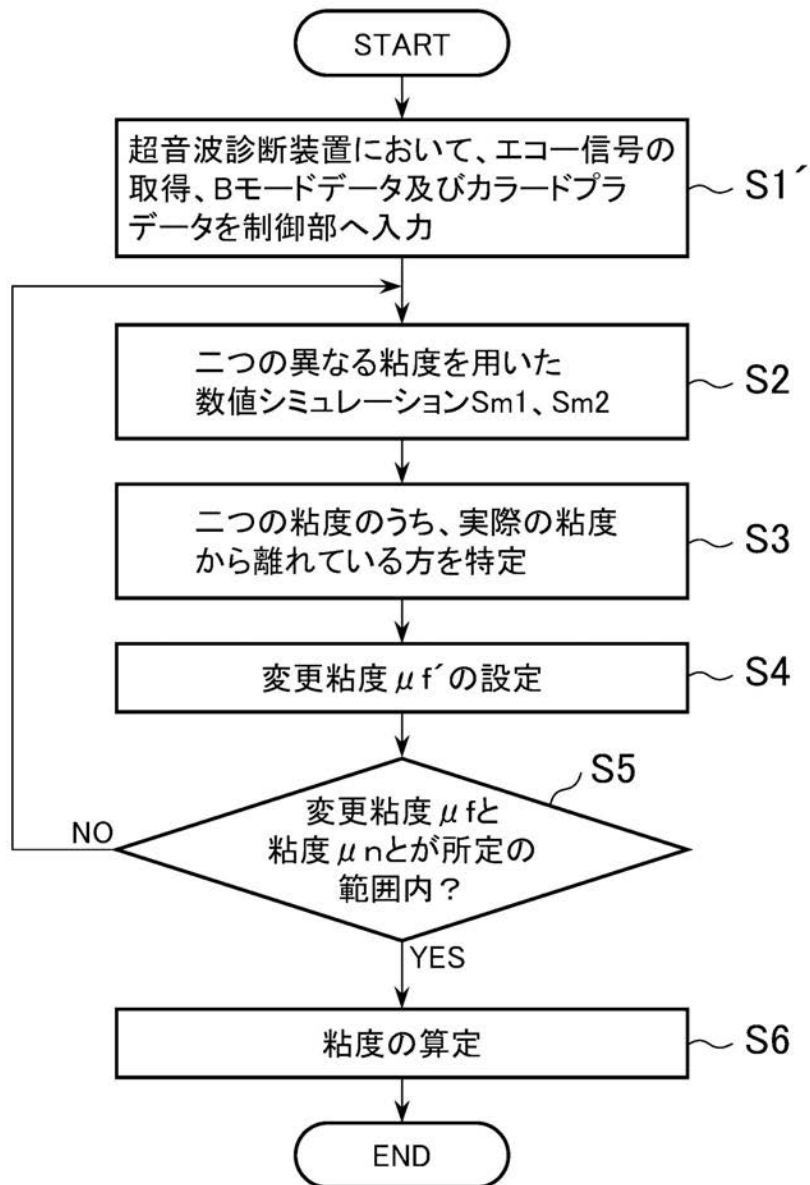 START
超音波診断装置において、エコー信号の
取得、Bモードデータ及びカラードプラ
データを制御部へ入力
S1´
二つの異なる粘度を用いた
数値シミュレーションSm1、Sm2
S2
二つの粘度のうち、実際の粘度
から離れている方を特定
S3
変更粘度μf´の設定
S4
S5
変更粘度μfと
粘度μnとが所定の
範囲内?
NO
YES
粘度の算定
S6
END